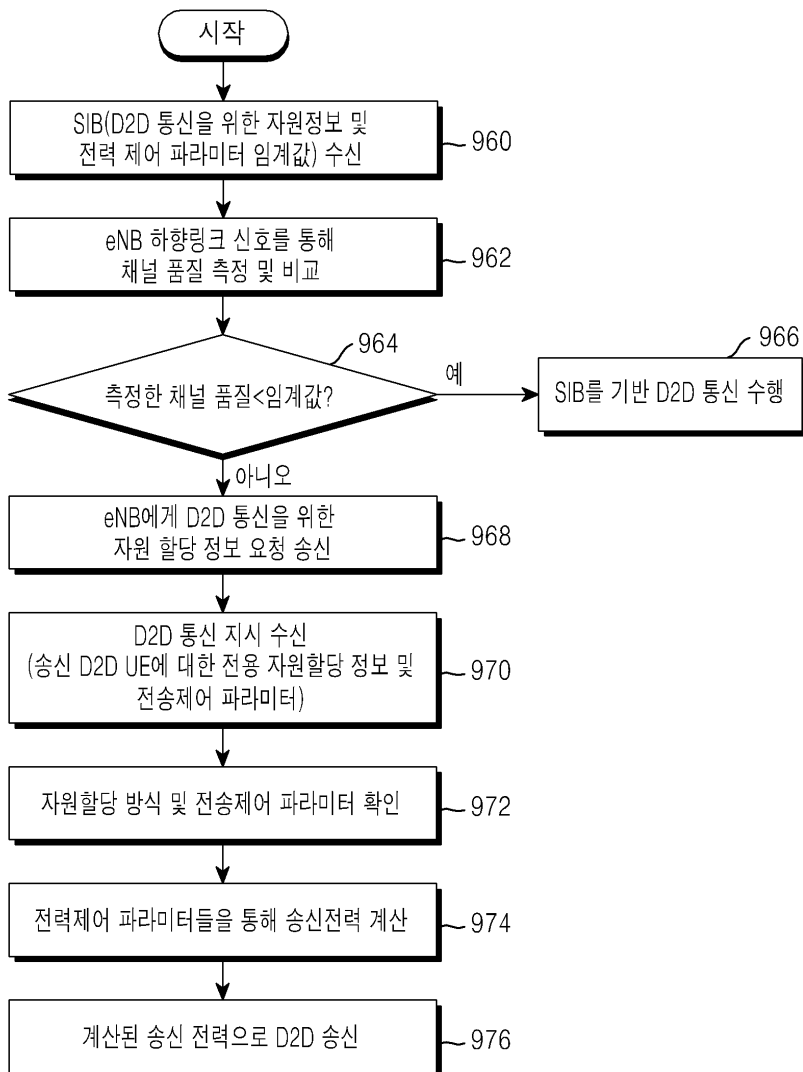 시작
SIB(D2D 통신을 위한 자원정보 및
전력 제어 파라미터 임계값) 수신
960
eNB 하향링크 신호를 통해
채널 품질 측정 및 비교
962
964
측정한 채널 품질<임계값?
예
966
SIB를 기반 D2D 통신 수행
아니오
eNB에게 D2D 통신을 위한
자원 할당 정보 요청 송신
968
D2D 통신 지시 수신
(송신 D2D UE에 대한 전용 자원할당 정보 및
전송제어 파라미터)
970
자원할당 방식 및 전송제어 파라미터 확인
972
전력제어 파라미터들을 통해 송신전력 계산
974
계산된 송신 전력으로 D2D 송신
976